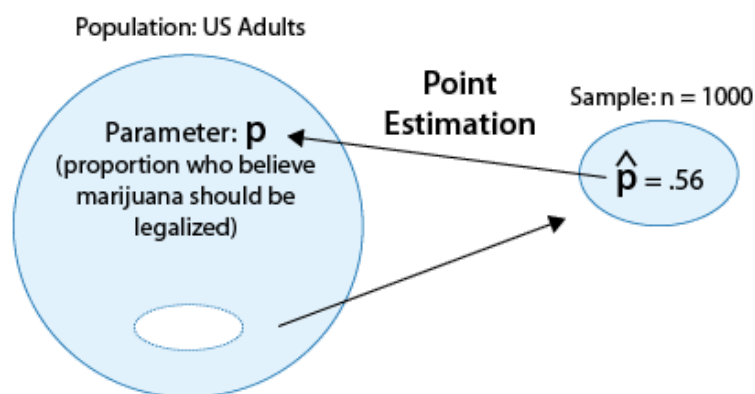 Population: US Adults
Point
Estimation
Sample: n = 1000
Parameter: p
(proportion who believe
marijuana should be
legalized)
p̂ = .56